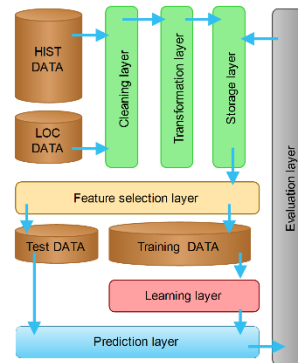 HIST
DATA
LOC
DATA
Cleaning layer
Transformation layer
Storage layer
Evaluation layer
Feature selection layer
Test DATA
Training DATA
Learning layer
Prediction layer